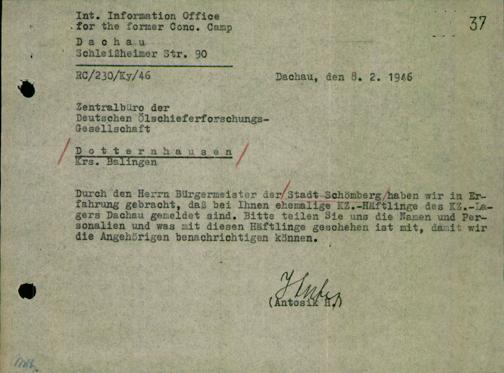 Int. Information Office
for the former Conc. Camp
37
Dachau
Schleißheimer Str. 90
RC/230/Ky/46
Dachau, den 8. 2. 1946
Zentralbüro der
Deutschen Ölschieferforschungs-
Gesellschaft
Dotternhausen
Krs. Balingen
Durch den Herrn Bürgermeister der Stadt Schömberg haben wir in Er-
fahrung gebracht, daß bei Ihnen ehemalige KZ.-Häftlinge des KZ.-La-
gers Dachau gemeldet sind. Bitte teilen Sie uns die Namen und Per-
sonalien und was mit diesen Häftlinge geschehen ist mit, damit wir
die Angehörigen benachrichtigen können.
(Antosik H.)